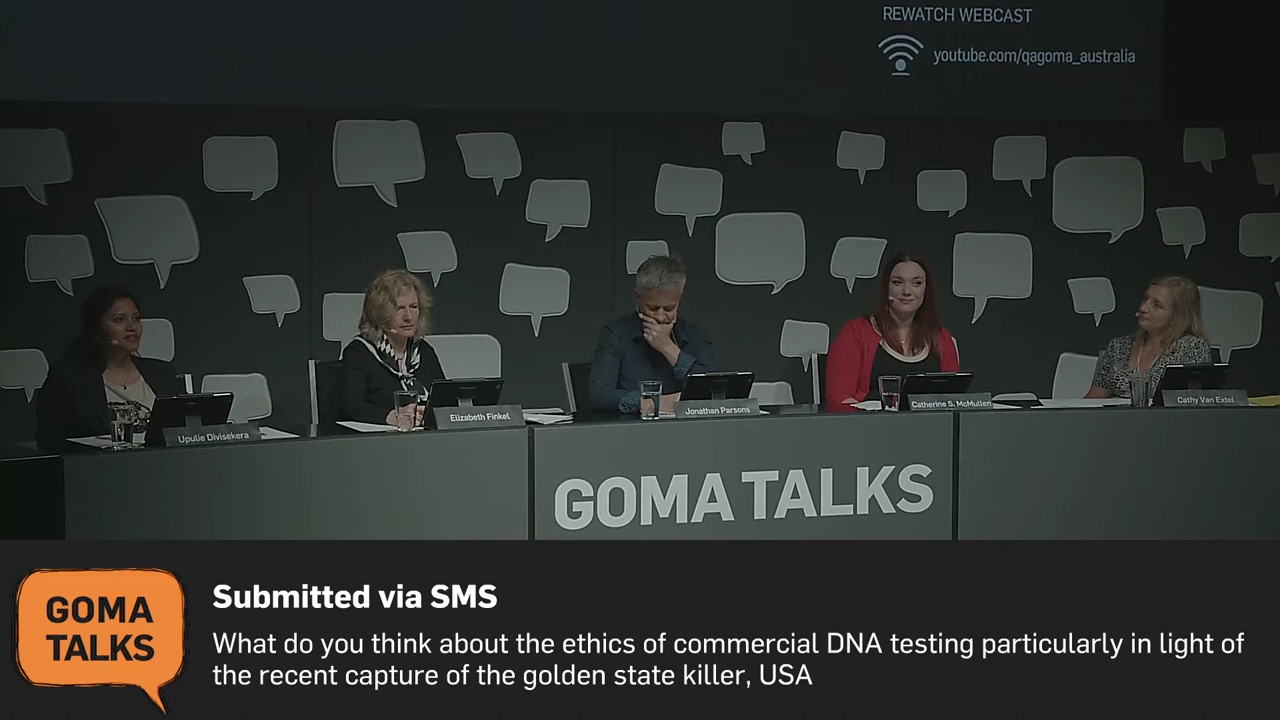 REWATCH WEBCAST
youtube.com/qagoma_australia
Upulie Divisekera
Elizabeth Finkel
Jonathan Parsons
Catherine S. McMullen
Cathy Van Extel
GOMA TALKS
GOMA
TALKS
Submitted via SMS
What do you think about the ethics of commercial DNA testing particularly in light of
the recent capture of the golden state killer, USA